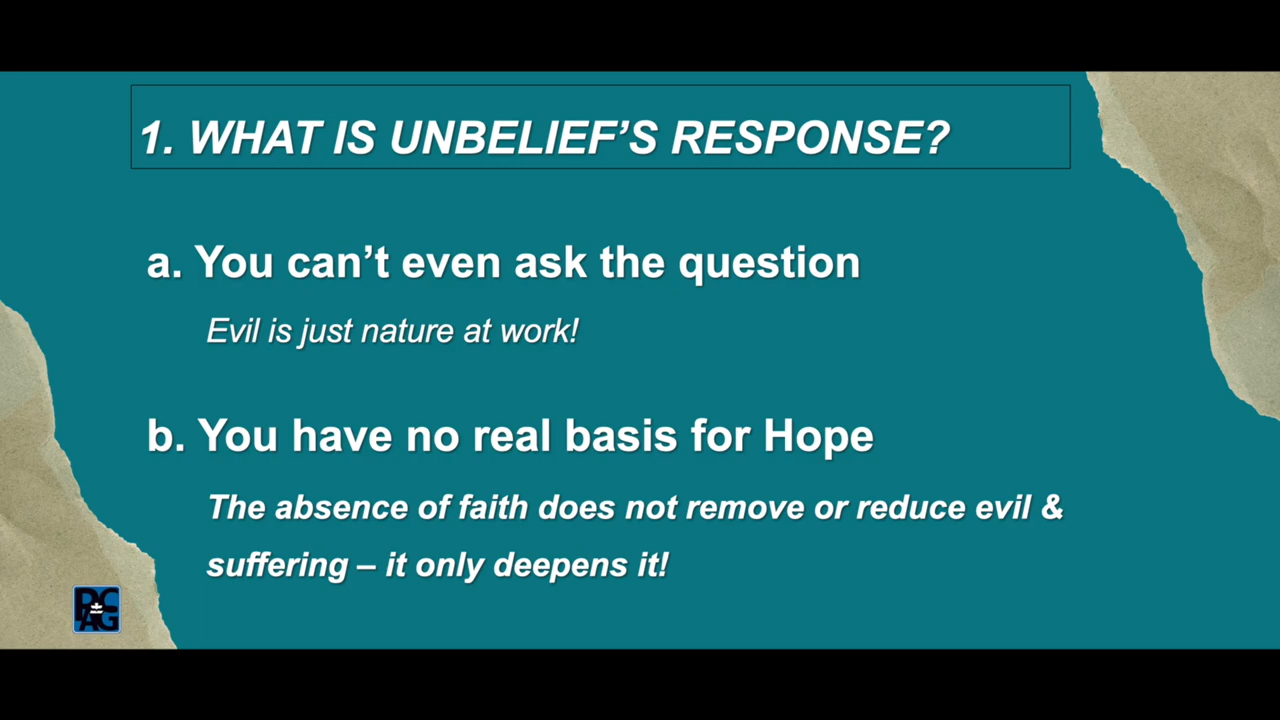 1. WHAT IS UNBELIEF’S RESPONSE?
a. You can’t even ask the question
Evil is just nature at work!
b. You have no real basis for Hope
The absence of faith does not remove or reduce evil &
suffering – it only deepens it!